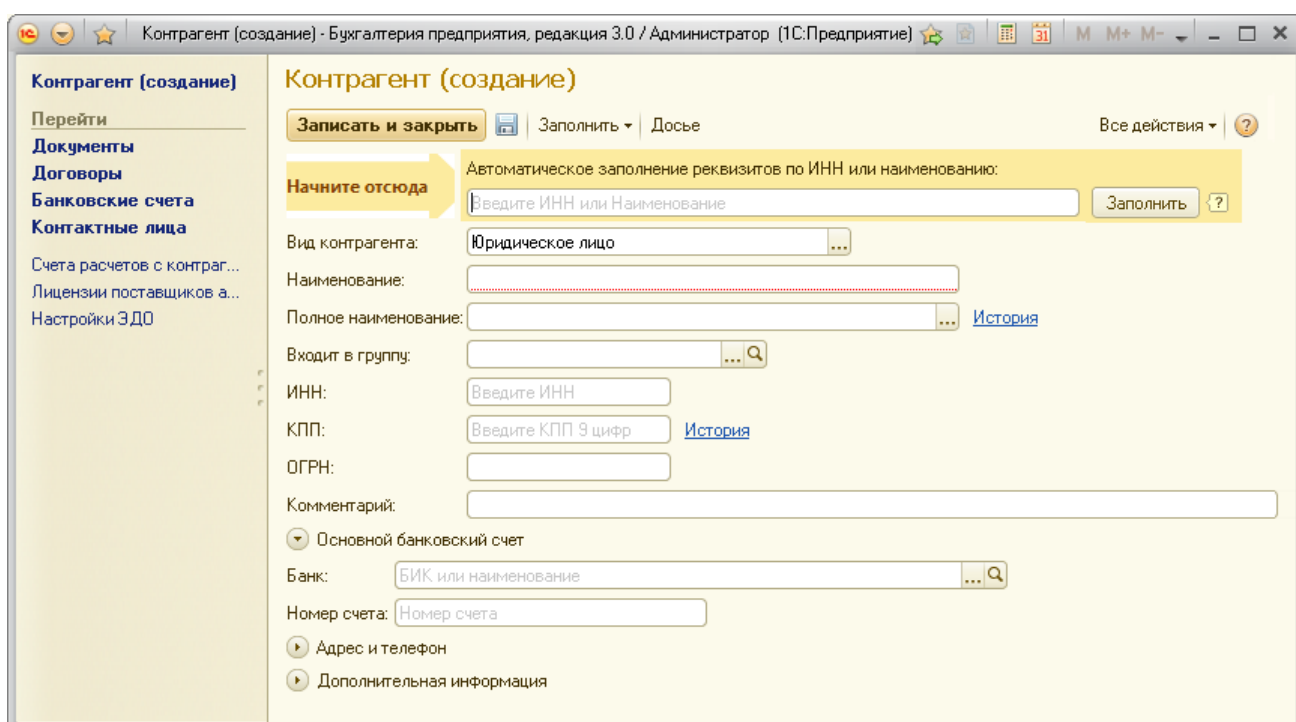 Контрагент (создание) - Бухгалтерия предприятия, редакция 3.0 / Администратор (1С:Предприятие) 31 M M+ M-
Контрагент (создание)
Перейти
Документы
Договоры
Банковские счета
Контактные лица
Счета расчетов с контраг...
Лицензии поставщиков а...
Настройки ЭДО
Контрагент (создание)
Записать и закрыть Заполнить Досье Все действия ?
Начните отсюда
Автоматическое заполнение реквизитов по ИНН или наименованию:
Введите ИНН или Наименование Заполнить ?
Вид контрагента: Юридическое лицо ...
Наименование:
Полное наименование: ... История
Входит в группу: ...
ИНН: Введите ИНН
КПП: Введите КПП 9 цифр История
ОГРН:
Комментарий:
Основной банковский счет
Банк: БИК или наименование ...
Номер счета: Номер счета
Адрес и телефон
Дополнительная информация